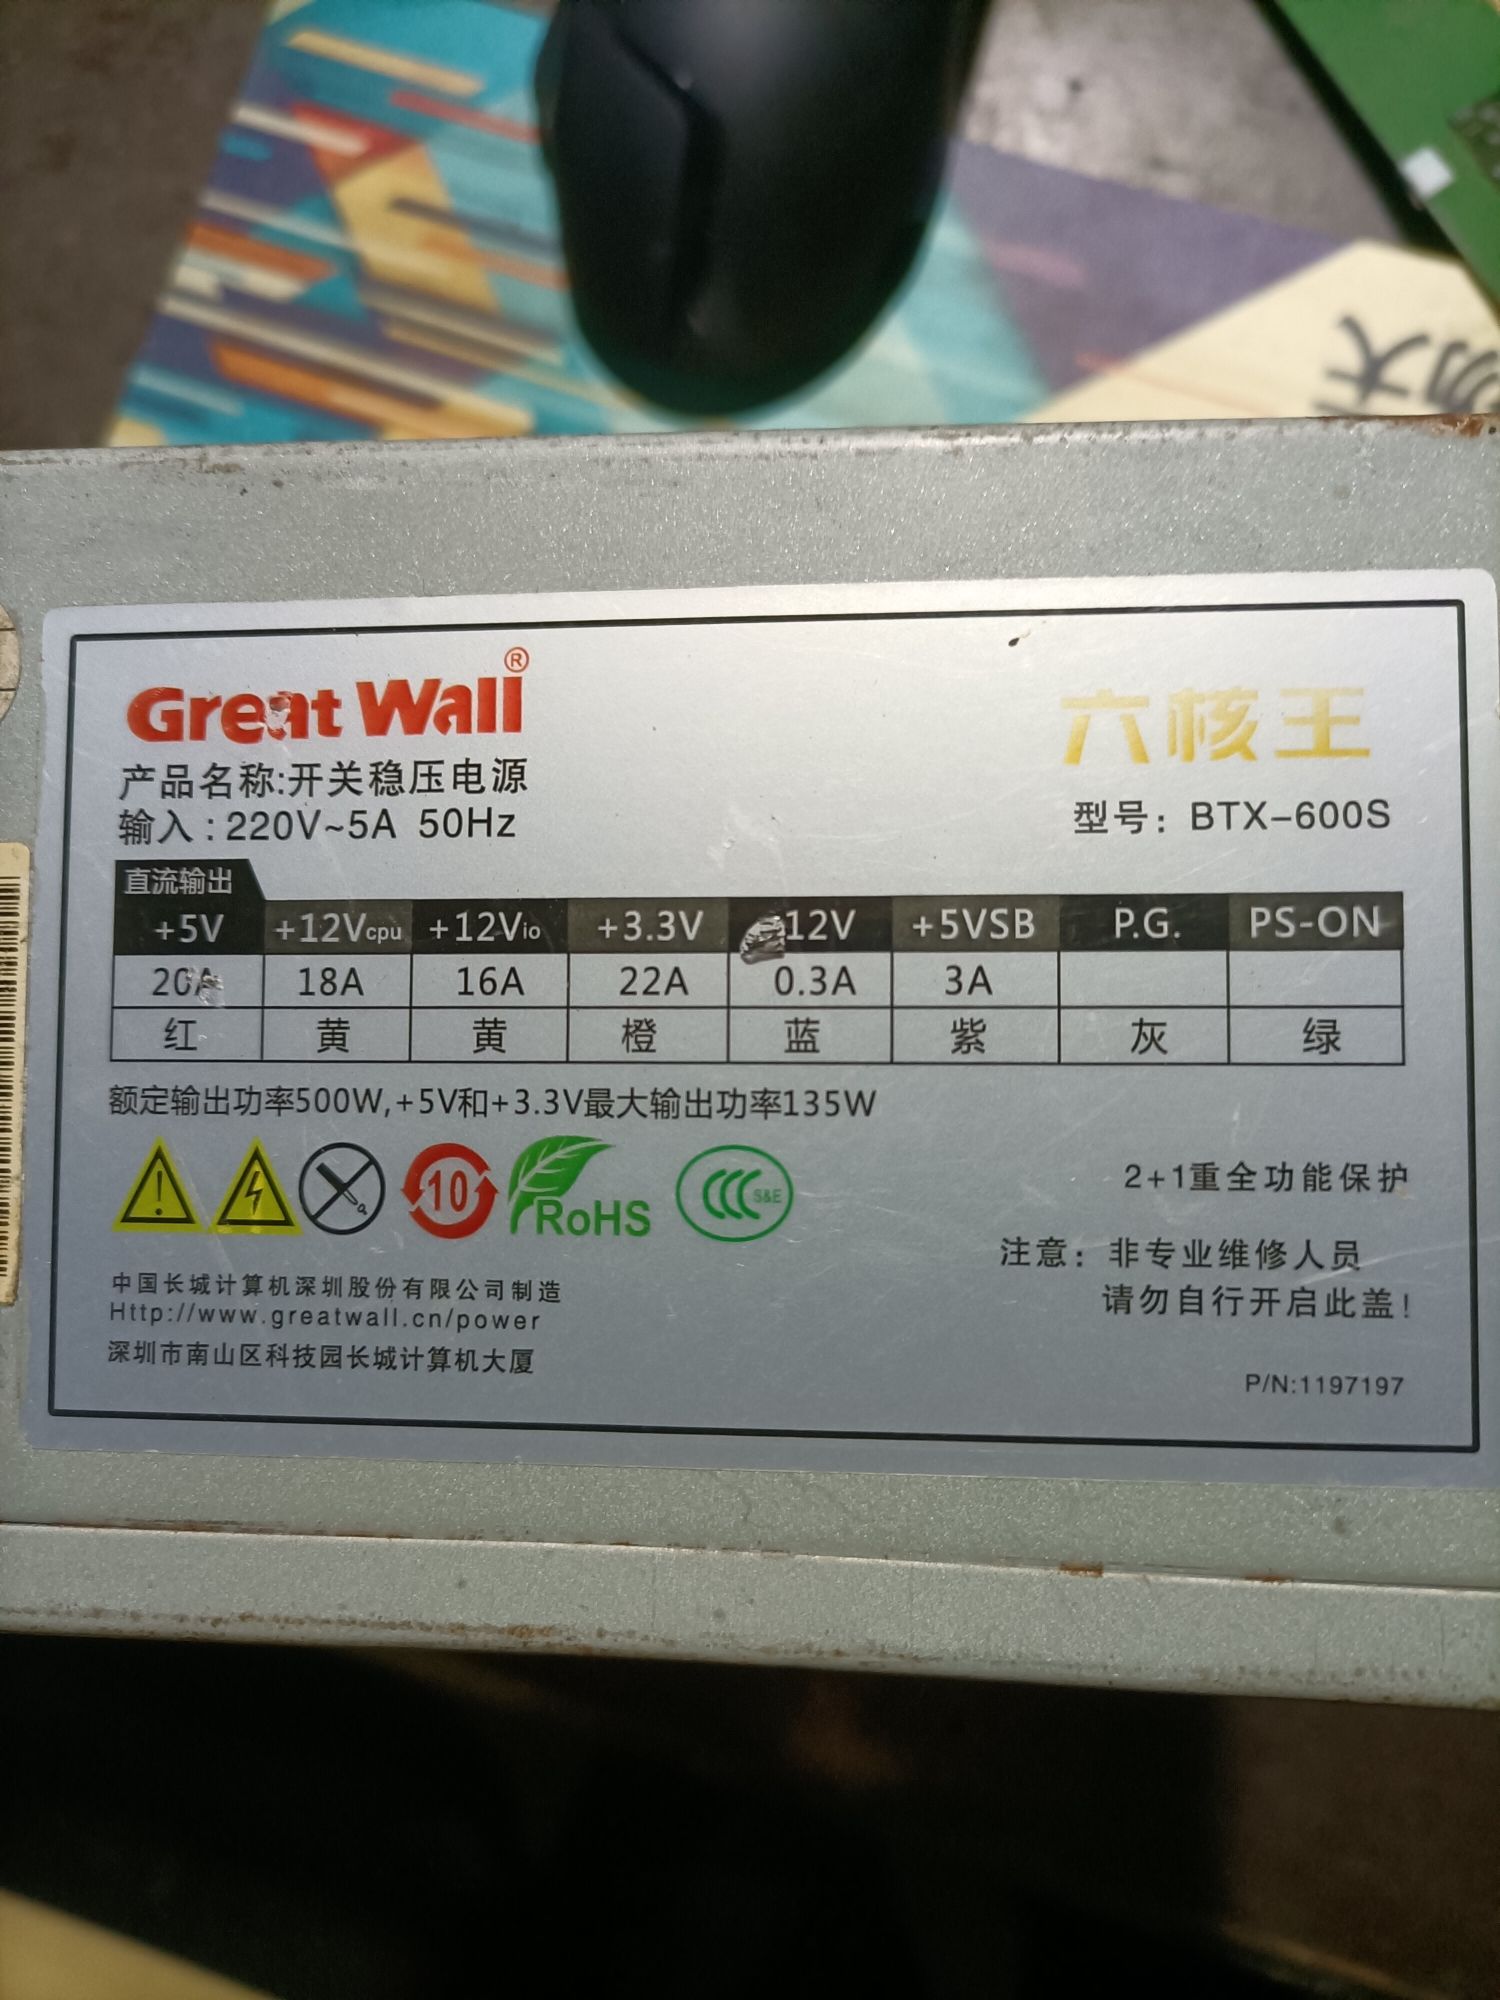 Great Wall®
六核王
产品名称:开关稳压电源
输入:220V~5A 50Hz
型号：BTX-600S
直流输出
+5V +12Vcpu +12Vio +3.3V 12V +5VSB P.G. PS-ON
20A 18A 16A 22A 0.3A 3A
红 黄 黄 橙 蓝 紫 灰 绿
额定输出功率500W,+5V和+3.3V最大输出功率135W
10
RoHS
S&E
2+1重全功能保护
注意：非专业维修人员
请勿自行开启此盖!
中国长城计算机深圳股份有限公司制造
Http://www.greatwall.cn/power
深圳市南山区科技园长城计算机大厦
P/N:1197197